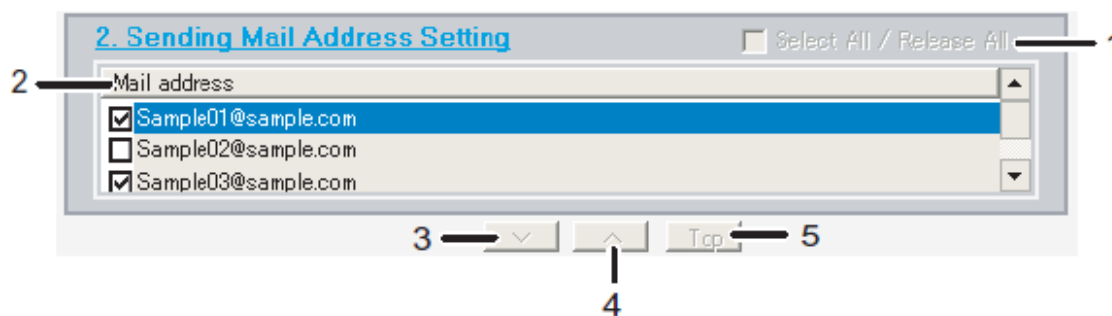 2. Sending Mail Address Setting
Select All / Release All
1
2
Mail address
Sample01@sample.com
Sample02@sample.com
Sample03@sample.com
3
Top
5
4